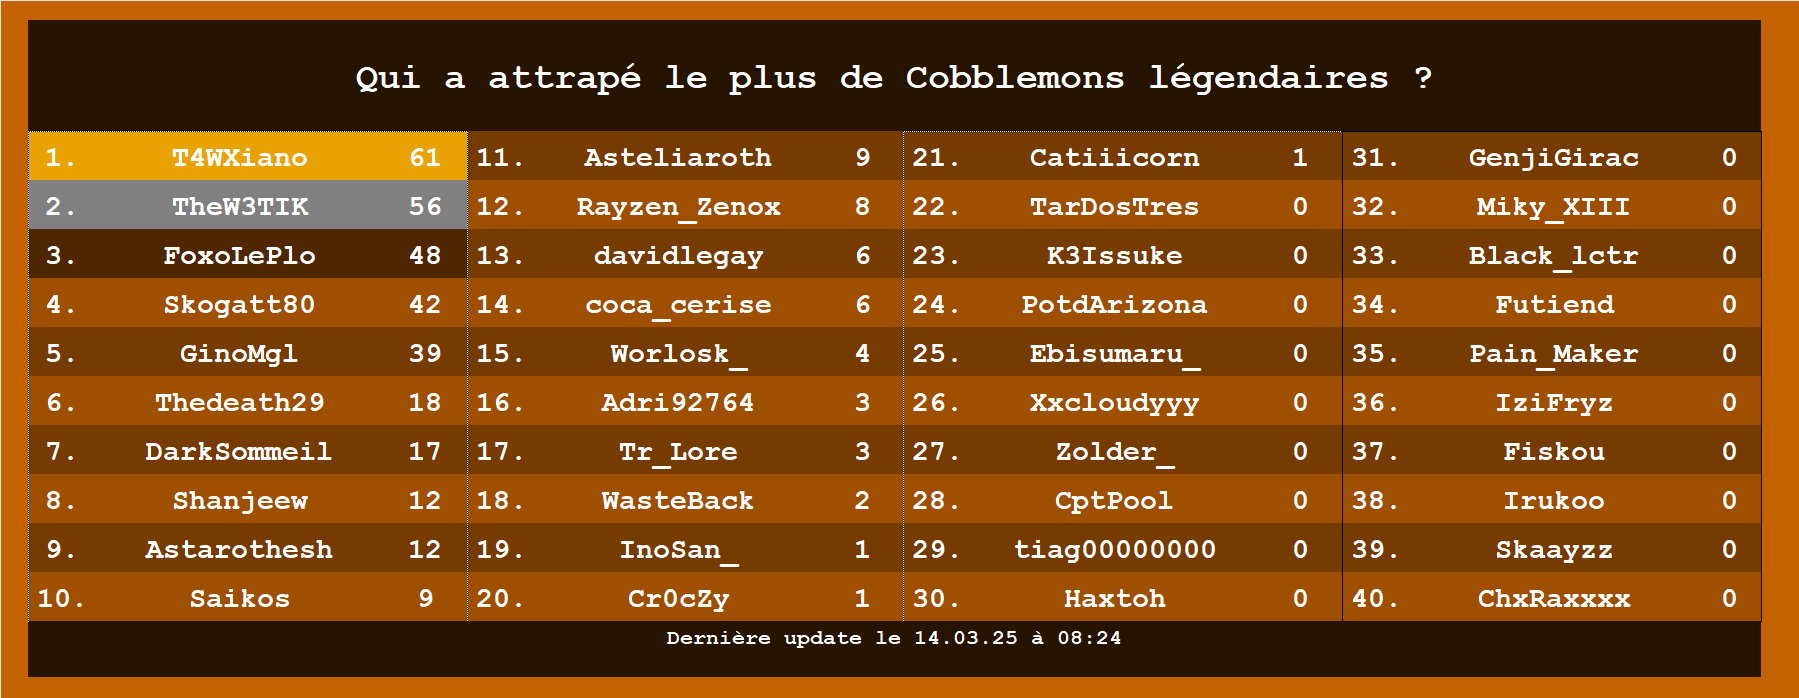 Qui a attrapé le plus de Cobblemons légendaires ?
1. T4WXiano 61
2. TheW3TIK 56
3. FoxoLePlo 48
4. Skogatt80 42
5. GinoMgl 39
6. Thedeath29 18
7. DarkSommeil 17
8. Shanjeew 12
9. Astarothesh 12
10. Saikos 9
11. Asteliaroth 9
12. Rayzen_Zenox 8
13. davidlegay 6
14. coca_cerise 6
15. Worlosk_ 4
16. Adri92764 3
17. Tr_Lore 3
18. WasteBack 2
19. InoSan_ 1
20. Cr0cZy 1
21. Catiiicorn 1
22. TarDosTres 0
23. K3Issuke 0
24. PotdArizona 0
25. Ebisumaru_ 0
26. Xxcloudyyy 0
27. Zolder_ 0
28. CptPool 0
29. tiag00000000 0
30. Haxtoh 0
31. GenjiGirac 0
32. Miky_XIII 0
33. Black_lctr 0
34. Futiend 0
35. Pain_Maker 0
36. IziFryz 0
37. Fiskou 0
38. Irukoo 0
39. Skaayzz 0
40. ChxRaxxxx 0
Dernière update le 14.03.25 à 08:24